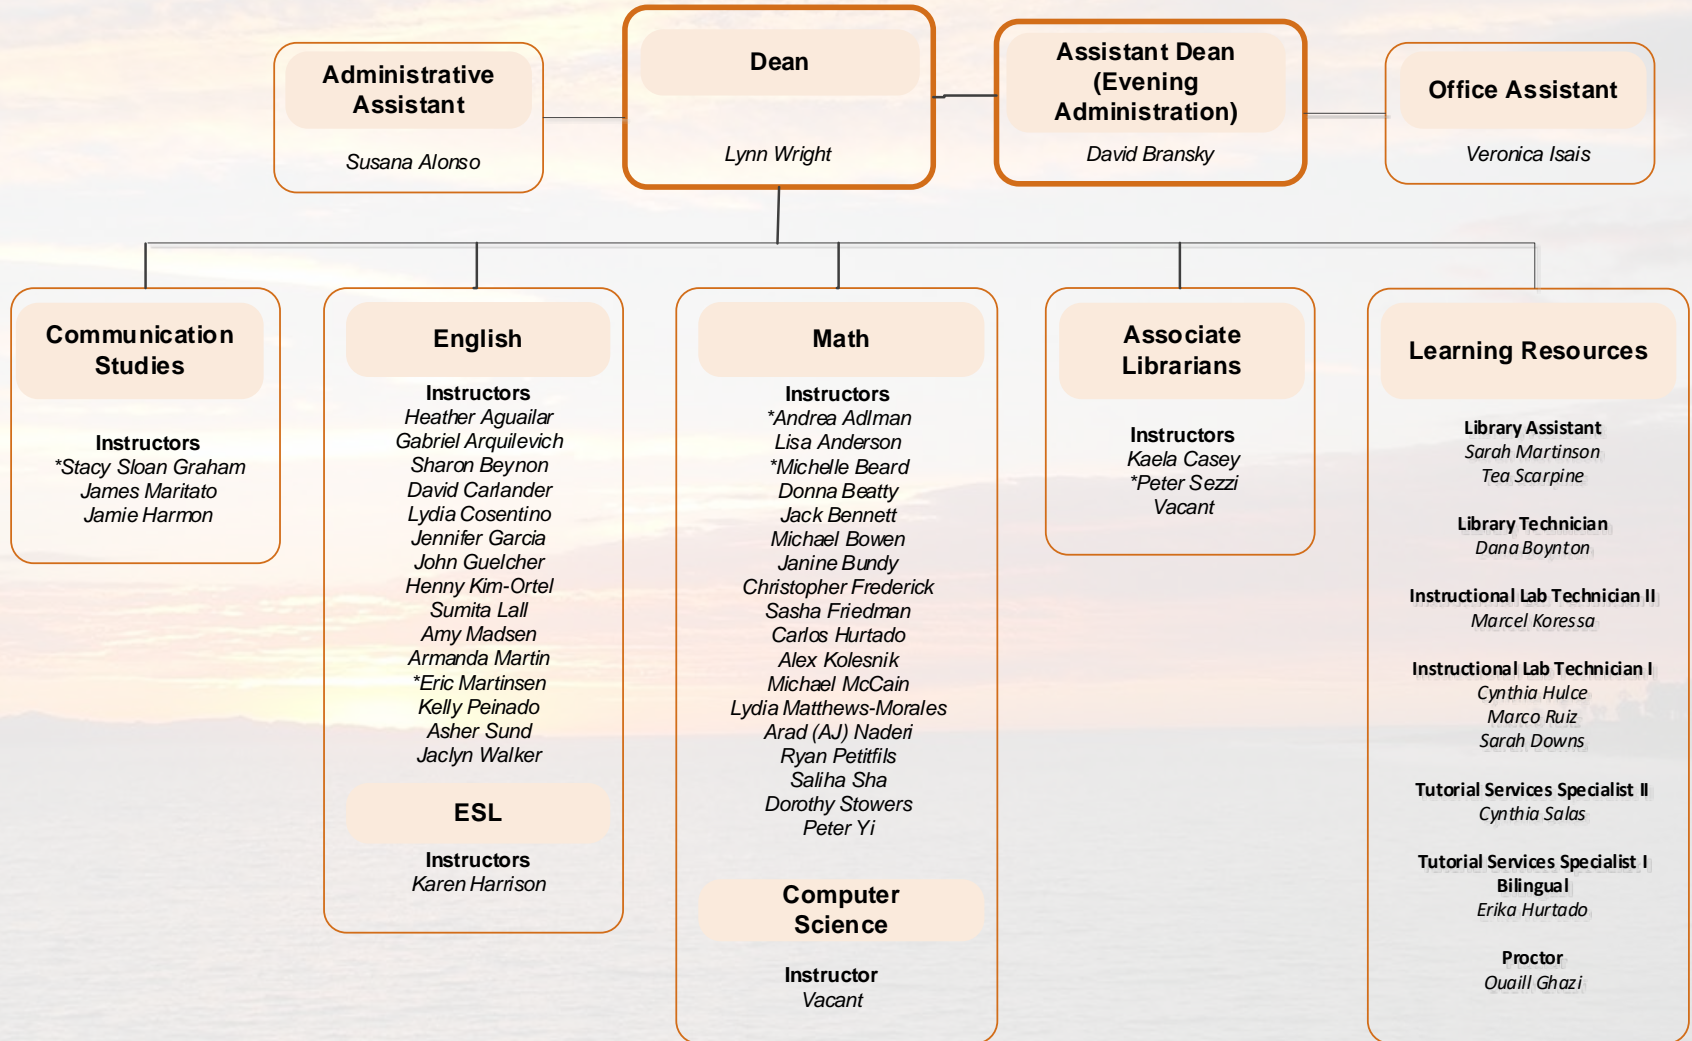 Administrative
Assistant
Susana Alonso
Dean
Lynn Wright
Assistant Dean
(Evening
Administration)
David Bransky
Office Assistant
Veronica Isais
Communication
Studies
Instructors
*Stacy Sloan Graham
James Maritato
Jamie Harmon
English
Instructors
Heather Aguailar
Gabriel Arquilevich
Sharon Beynon
David Carlander
Lydia Cosentino
Jennifer Garcia
John Guelcher
Henny Kim-Ortel
Sumita Lall
Amy Madsen
Armanda Martin
*Eric Martinsen
Kelly Peinado
Asher Sund
Jaclyn Walker
ESL
Instructors
Karen Harrison
Math
Instructors
*Andrea Adlman
Lisa Anderson
*Michelle Beard
Donna Beatty
Jack Bennett
Michael Bowen
Janine Bundy
Christopher Frederick
Sasha Friedman
Carlos Hurtado
Alex Kolesnik
Michael McCain
Lydia Matthews-Morales
Arad (AJ) Naderi
Ryan Petitfils
Saliha Sha
Dorothy Stowers
Peter Yi
Computer
Science
Instructor
Vacant
Associate
Librarians
Instructors
Kaela Casey
*Peter Sezzi
Vacant
Learning Resources
Library Assistant
Sarah Martinson
Tea Scarpine
Library Technician
Dana Boynton
Instructional Lab Technician II
Marcel Koressa
Instructional Lab Technician I
Cynthia Hulce
Marco Ruiz
Sarah Downs
Tutorial Services Specialist II
Cynthia Salas
Tutorial Services Specialist I
Bilingual
Erika Hurtado
Proctor
Ouaill Ghazi